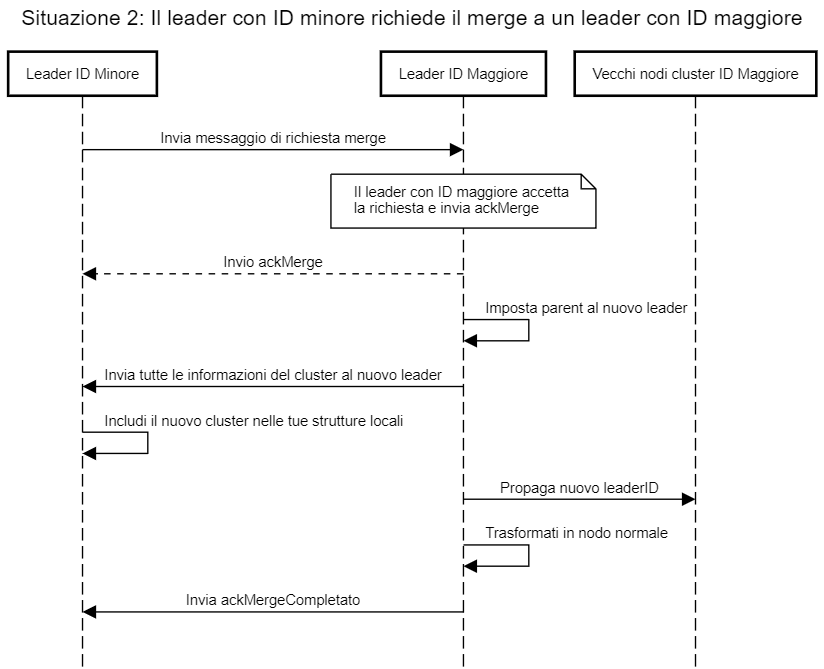 Situazione 2: Il leader con ID minore richiede il merge a un leader con ID maggiore
Leader ID Minore
Leader ID Maggiore
Vecchi nodi cluster ID Maggiore
Invia messaggio di richiesta merge
Il leader con ID maggiore accetta
la richiesta e invia ackMerge
Invio ackMerge
Imposta parent al nuovo leader
Invia tutte le informazioni del cluster al nuovo leader
Includi il nuovo cluster nelle tue strutture locali
Propaga nuovo leaderID
Trasformati in nodo normale
Invia ackMergeCompletato